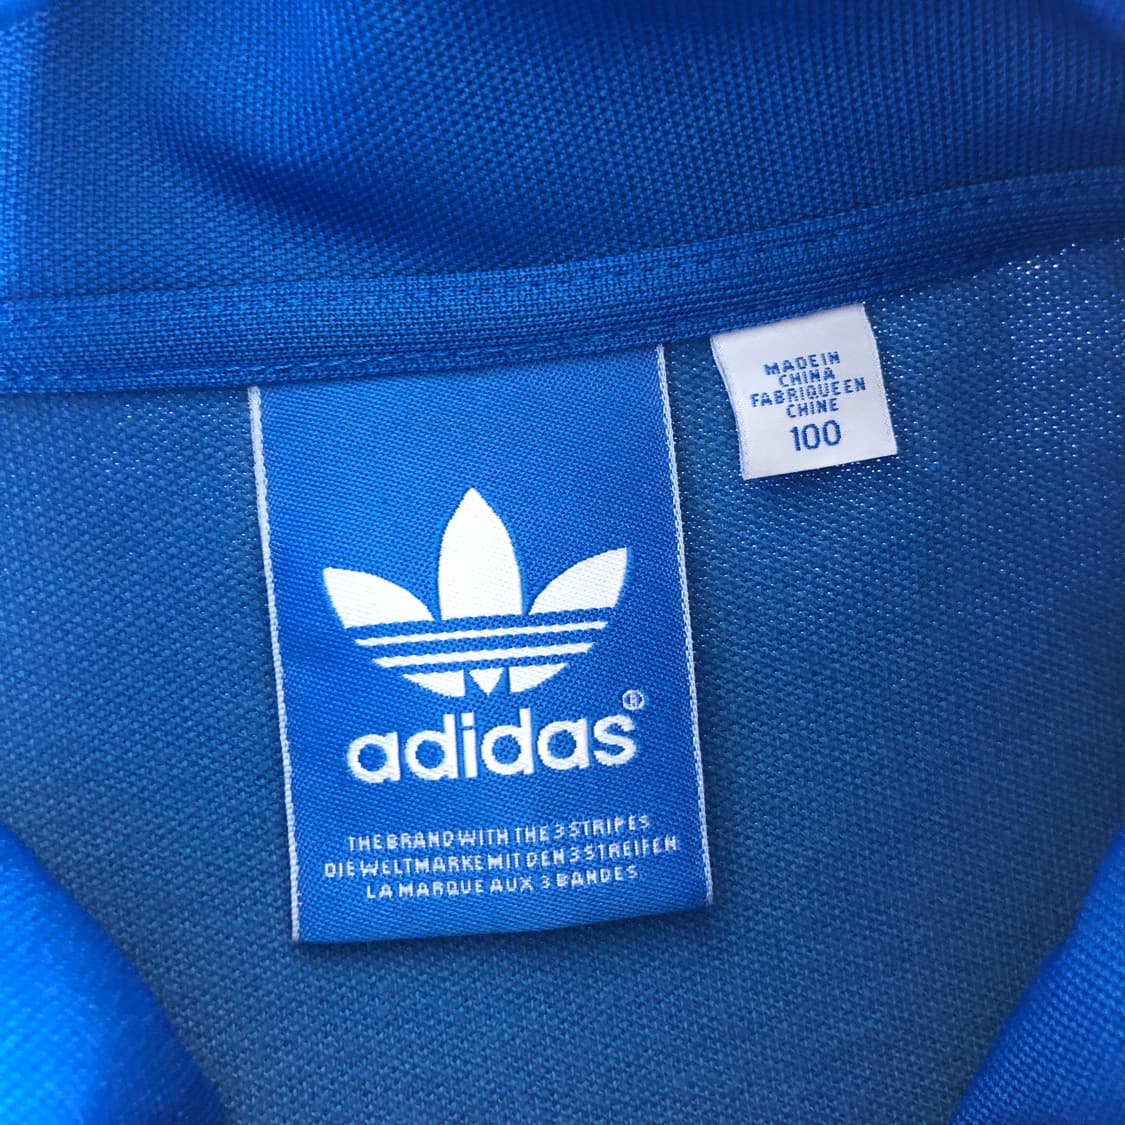 adidas®
THE BRAND WITH THE 3 STRIPES
DIE WELTMARKE MIT DEN 3 STREIFEN
LA MARQUE AUX 3 BANDES
MADE IN
CHINA
FABRIQUE EN
CHINE
100